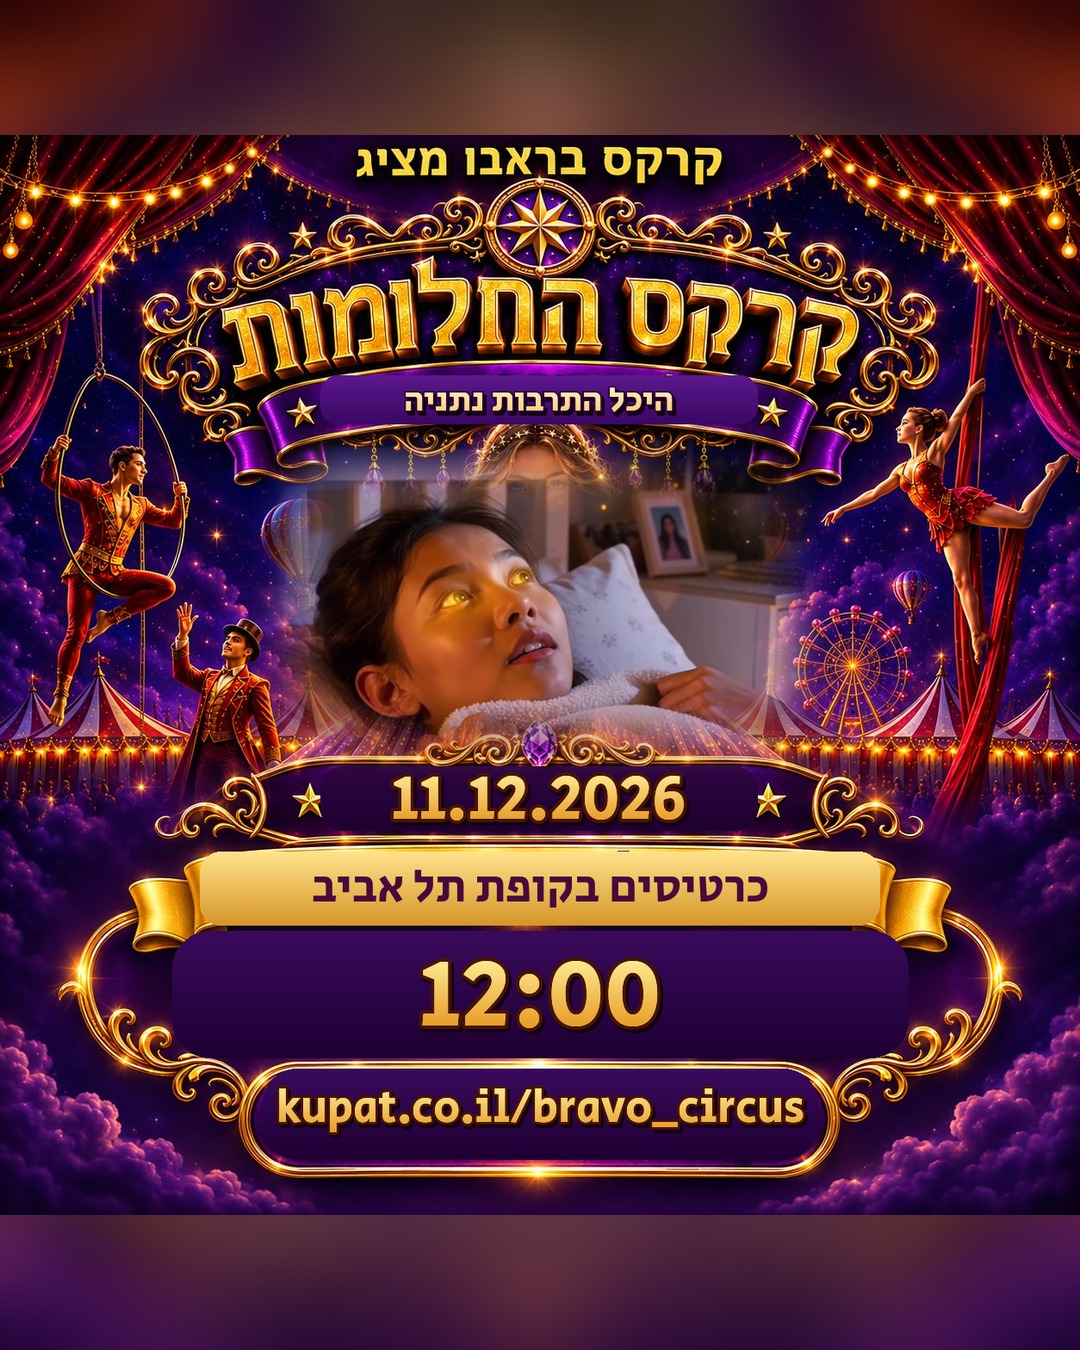 קרקס בראבו מציג
קרקס החלומות
היכל התרבות נתניה
11.12.2026
כרטיסים בקופת תל אביב
12:00
kupat.co.il/bravo_circus